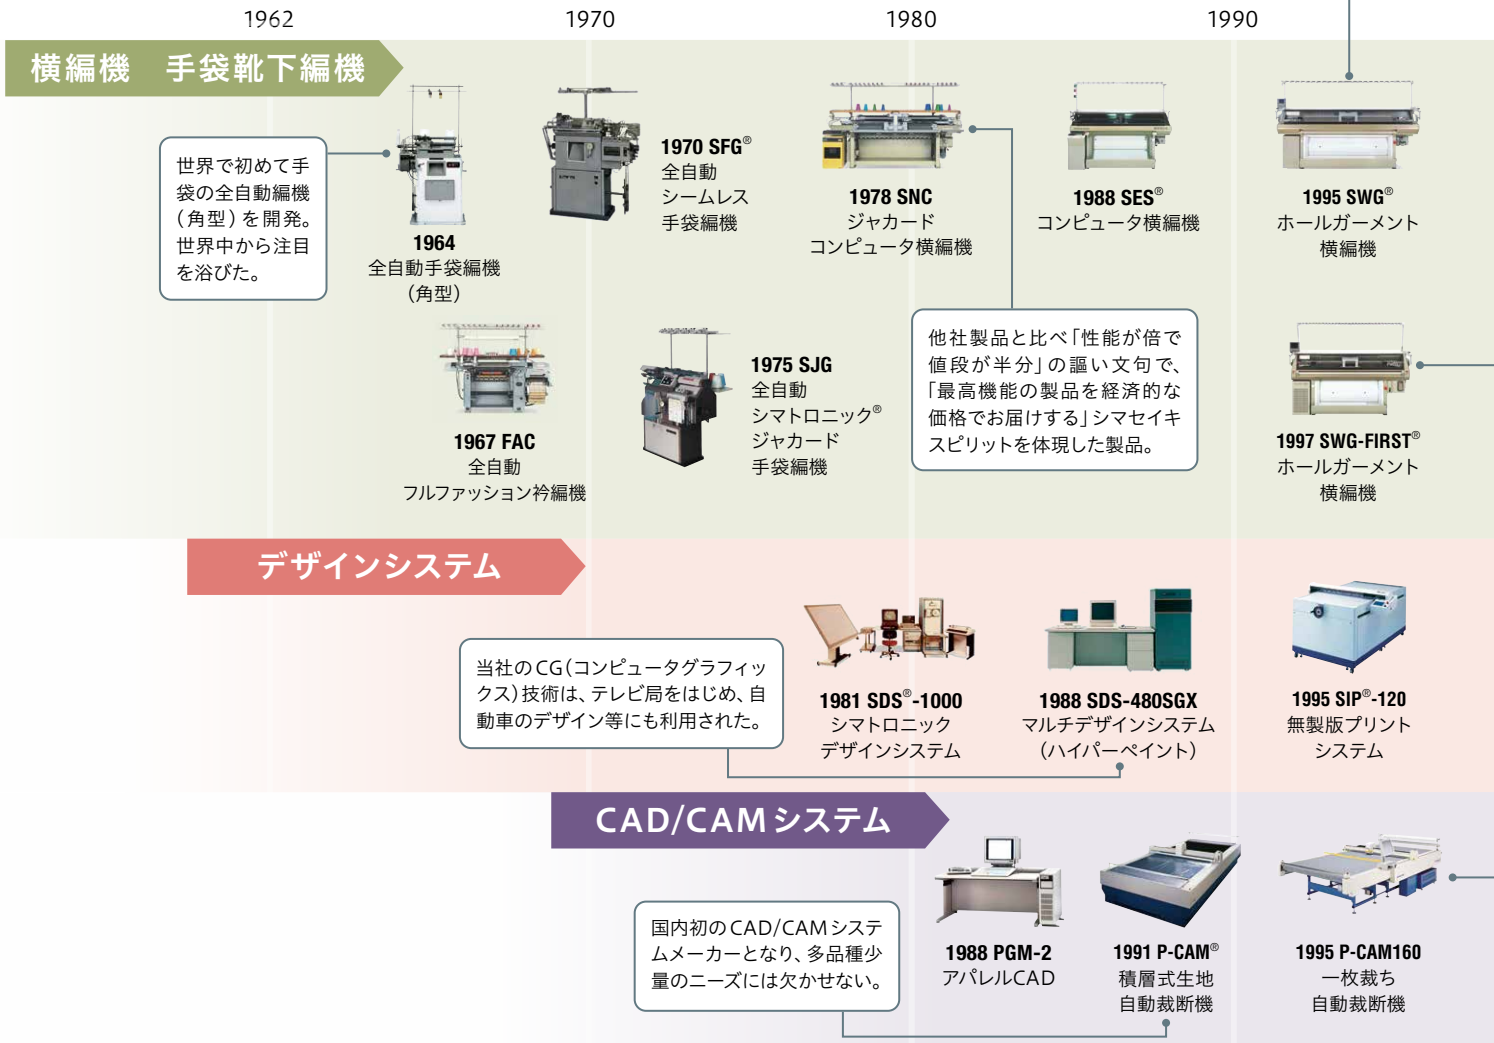 1962
1970
1980
1990
横編機 手袋靴下編機
世界で初めて手
袋の全自動編機
(角型)を開発。
世界中から注目
を浴びた。
1964
全自動手袋編機
(角型)
1970 SFG®
全自動
シームレス
手袋編機
1978 SNC
ジャカード
コンピュータ横編機
1988 SES®
コンピュータ横編機
1995 SWG®
ホールガーメント
横編機
1967 FAC
全自動
フルファッション衿編機
1975 SJG
全自動
シマトロニック®
ジャカード
手袋編機
他社製品と比べ「性能が倍で
値段が半分」の謳い文句で、
「最高機能の製品を経済的な
価格でお届けする」シマセイキ
スピリットを体現した製品。
1997 SWG-FIRST®
ホールガーメント
横編機
デザインシステム
当社のCG(コンピュータグラフィッ
クス)技術は、テレビ局をはじめ、自
動車のデザイン等にも利用された。
1981 SDS®-1000
シマトロニック
デザインシステム
1988 SDS-480SGX
マルチデザインシステム
(ハイパーペイント)
1995 SIP®-120
無製版プリント
システム
CAD/CAMシステム
国内初のCAD/CAMシステ
ムメーカーとなり、多品種少
量のニーズには欠かせない。
1988 PGM-2
アパレルCAD
1991 P-CAM®
積層式生地
自動裁断機
1995 P-CAM160
一枚裁ち
自動裁断機